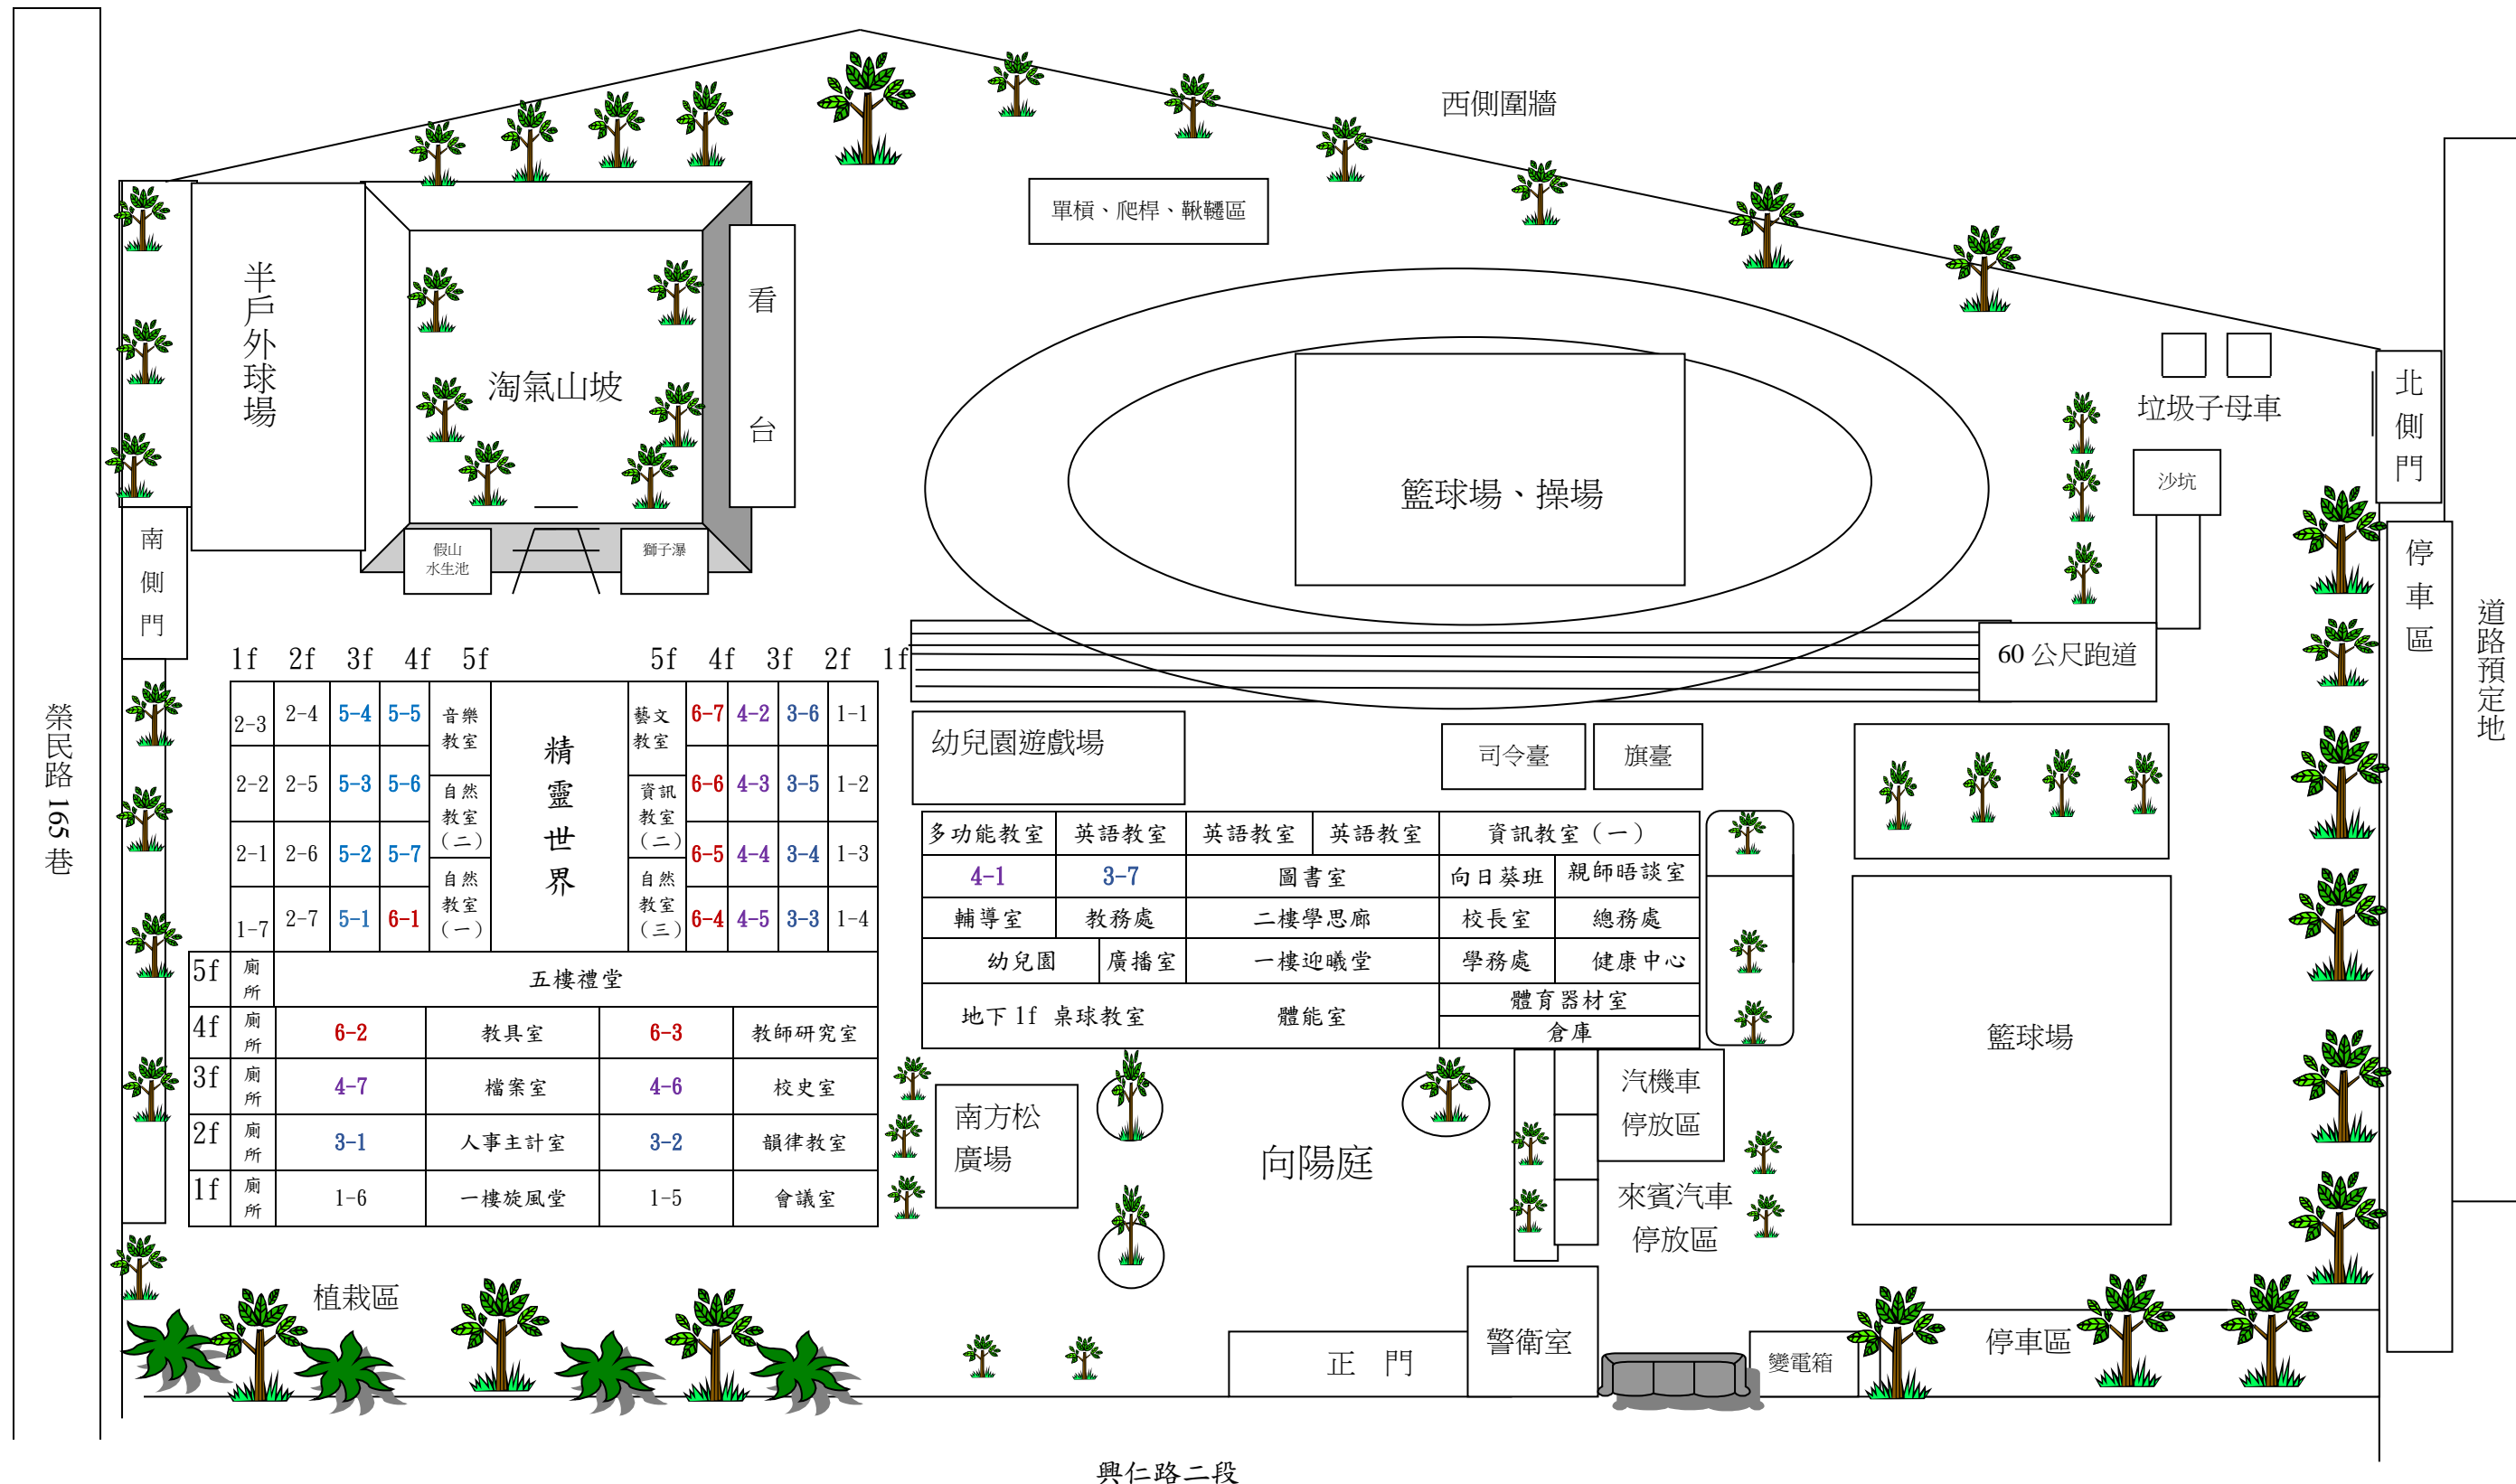 西側圍牆
單槓、爬桿、鞦韆區
半戶外球場
看台
淘氣山坡
籃球場、操場
垃圾子母車
北側門
沙坑
停車區
道路預定地
南側門
假山
水生池
獅子瀑
榮民路 165 巷
60 公尺跑道
1f 2f 3f 4f 5f 5f 4f 3f 2f 1f
2-3 2-4 5-4 5-5 音樂教室 藝文教室 6-7 4-2 3-6 1-1
2-2 2-5 5-3 5-6 自然教室（二） 資訊教室（二） 6-6 4-3 3-5 1-2
2-1 2-6 5-2 5-7 自然教室（一） 自然教室（三） 6-5 4-4 3-4 1-3
1-7 2-7 5-1 6-1 6-4 4-5 3-3 1-4
精靈世界
5f 廁所 五樓禮堂
4f 廁所 6-2 教具室 6-3 教師研究室
3f 廁所 4-7 檔案室 4-6 校史室
2f 廁所 3-1 人事主計室 3-2 韻律教室
1f 廁所 1-6 一樓旋風堂 1-5 會議室
幼兒園遊戲場
司令臺
旗臺
多功能教室 英語教室 英語教室 英語教室 資訊教室（一）
4-1 3-7 圖書室 向日葵班 親師晤談室
輔導室 教務處 二樓學思廊 校長室 總務處
幼兒園 廣播室 一樓迎曦堂 學務處 健康中心
地下 1f 桌球教室 體能室 體育器材室
倉庫
南方松
廣場
向陽庭
汽機車
停放區
來賓汽車
停放區
籃球場
植栽區
正 門
警衛室
變電箱
停車區
興仁路二段